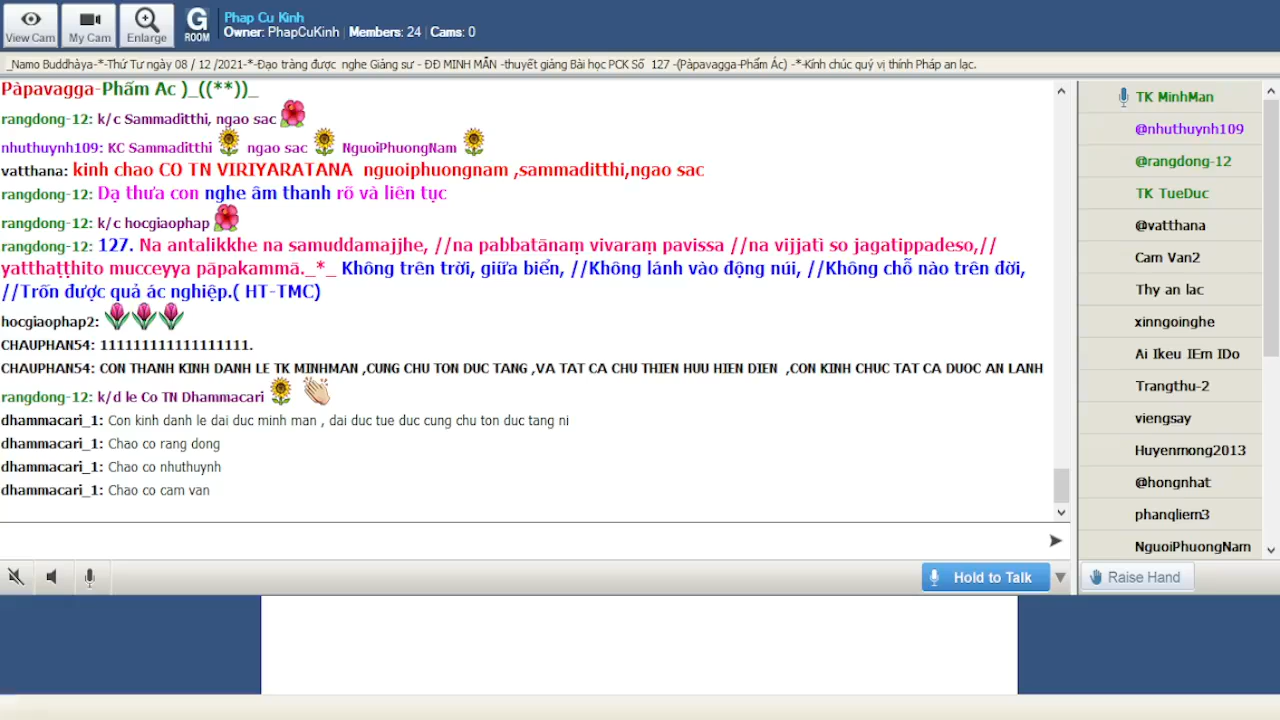 View Cam
My Cam
Enlarge
G
ROOM
Phap Cu Kinh
Owner: PhapCuKinh | Members: 24 | Cams: 0
_Namo Buddhàya-*-Thứ Tư ngày 08 / 12 /2021-*-Đạo tràng được nghe Giảng sư - ĐĐ MINH MẪN -thuyết giảng Bài học PCK Số 127 -(Pàpavagga-Phẩm Ác) -*-Kính chúc quý vị thính Pháp an lạc.
Pàpavagga-Phẩm Ac )_((**))_
rangdong-12: k/c Sammaditthi, ngao sac
nhuthuynh109: KC Sammaditthi ngao sac NguoiPhuongNam
vatthana: kinh chao CO TN VIRIYARATANA nguoiphuongnam ,sammaditthi,ngao sac
rangdong-12: Dạ thưa con nghe âm thanh rõ và liên tục
rangdong-12: k/c hocgiaophap
rangdong-12: 127. Na antalikkhe na samuddamajjhe, //na pabbatānaṃ vivaraṃ pavissa //na vijjatì so jagatippadeso,//
yatthaṭṭhito mucceyya pāpakammā._*_ Không trên trời, giữa biển, //Không lánh vào động núi, //Không chỗ nào trên đời,
//Trốn được quả ác nghiệp.( HT-TMC)
hocgiaophap2:
CHAUPHAN54: 111111111111111111.
CHAUPHAN54: CON THANH KINH DANH LE TK MINHMAN ,CUNG CHU TON DUC TANG ,VA TAT CA CHU THIEN HUU HIEN DIEN ,CON KINH CHUC TAT CA DUOC AN LANH
rangdong-12: k/d le Co TN Dhammacari
dhammacari_1: Con kinh danh le dai duc minh man , dai duc tue duc cung chu ton duc tang ni
dhammacari_1: Chao co rang dong
dhammacari_1: Chao co nhuthuynh
dhammacari_1: Chao co cam van
TK MinhMan
@nhuthuynh109
@rangdong-12
TK TueDuc
@vatthana
Cam Van2
Thy an lac
xinngoinghe
Ai Ikeu IEm IDo
Trangthu-2
viengsay
Huyenmong2013
@hongnhat
phanqliem3
NguoiPhuongNam
Hold to Talk
Raise Hand